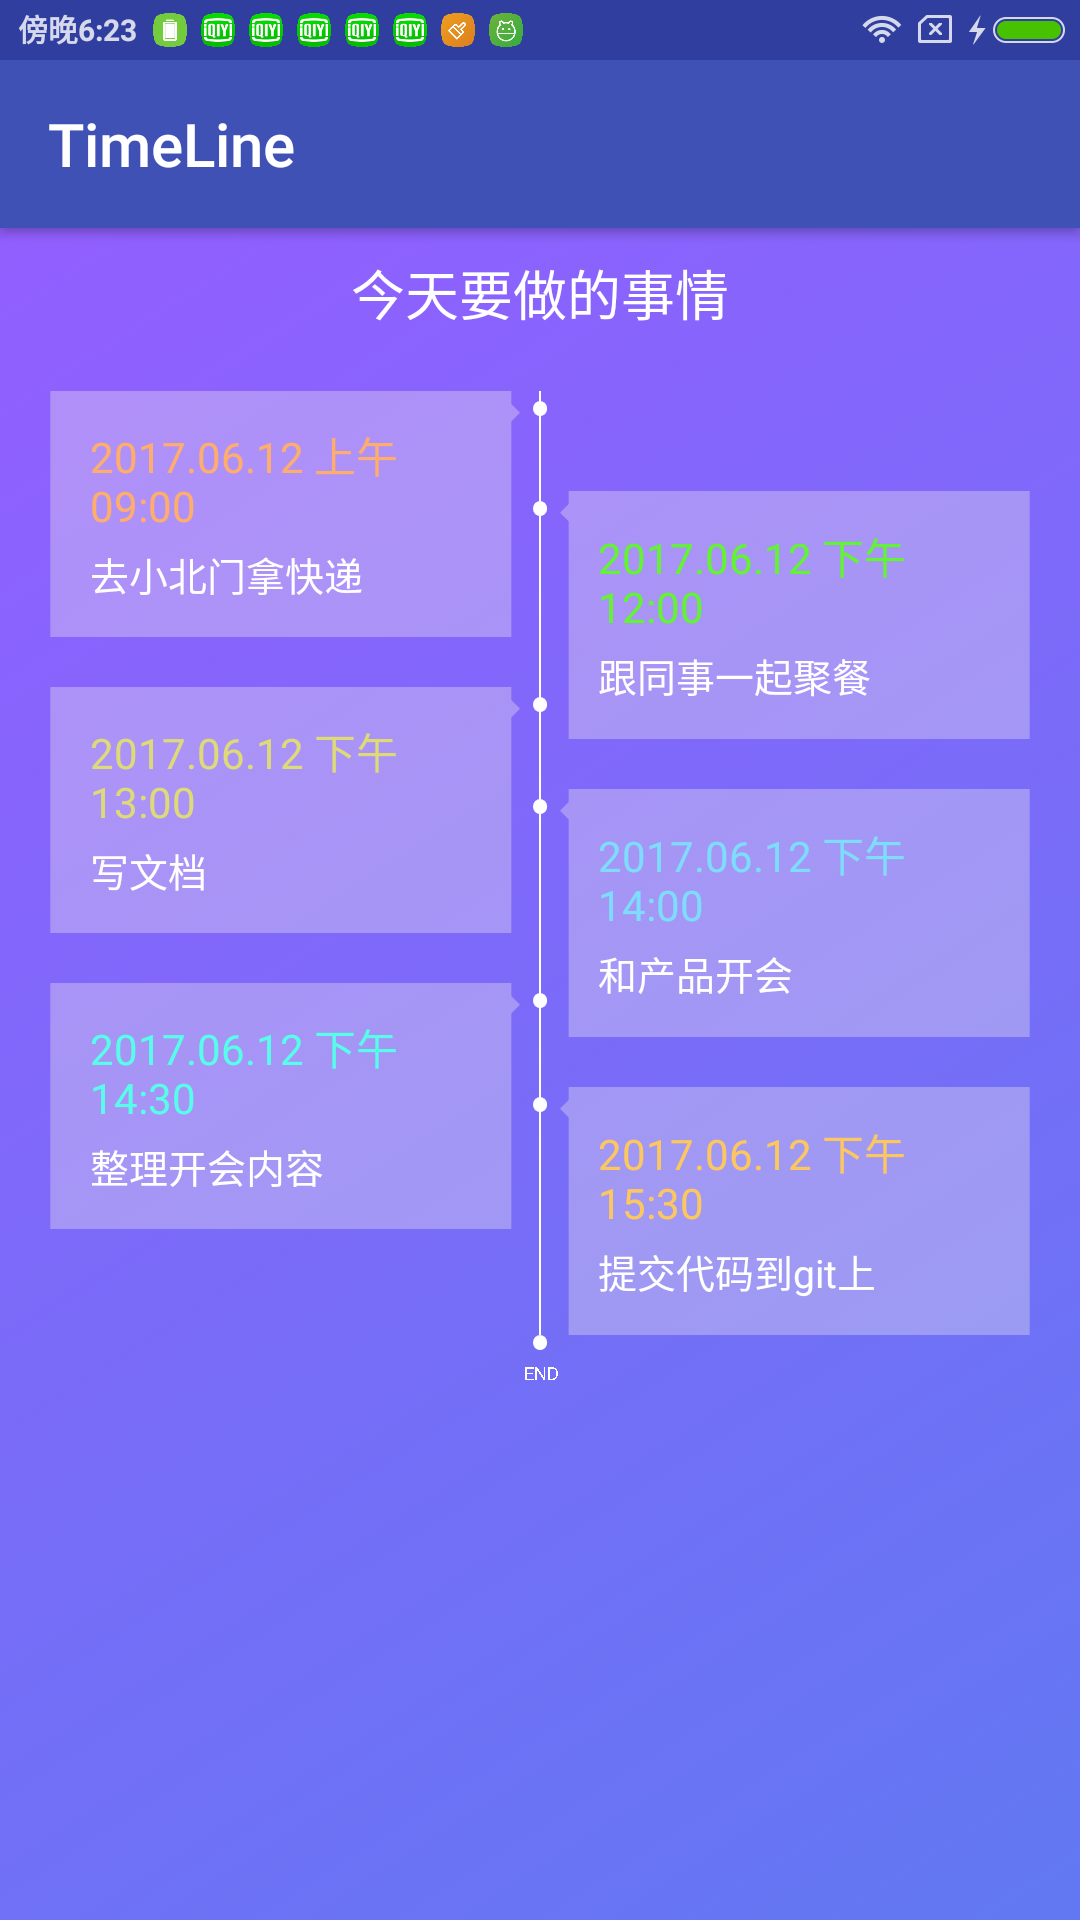 傍晚6:23
iQIYI iQIYI iQIYI iQIYI iQIYI
TimeLine
今天要做的事情
2017.06.12 上午
09:00
去小北门拿快递
2017.06.12 下午
12:00
跟同事一起聚餐
2017.06.12 下午
13:00
写文档
2017.06.12 下午
14:00
和产品开会
2017.06.12 下午
14:30
整理开会内容
2017.06.12 下午
15:30
提交代码到git上
END